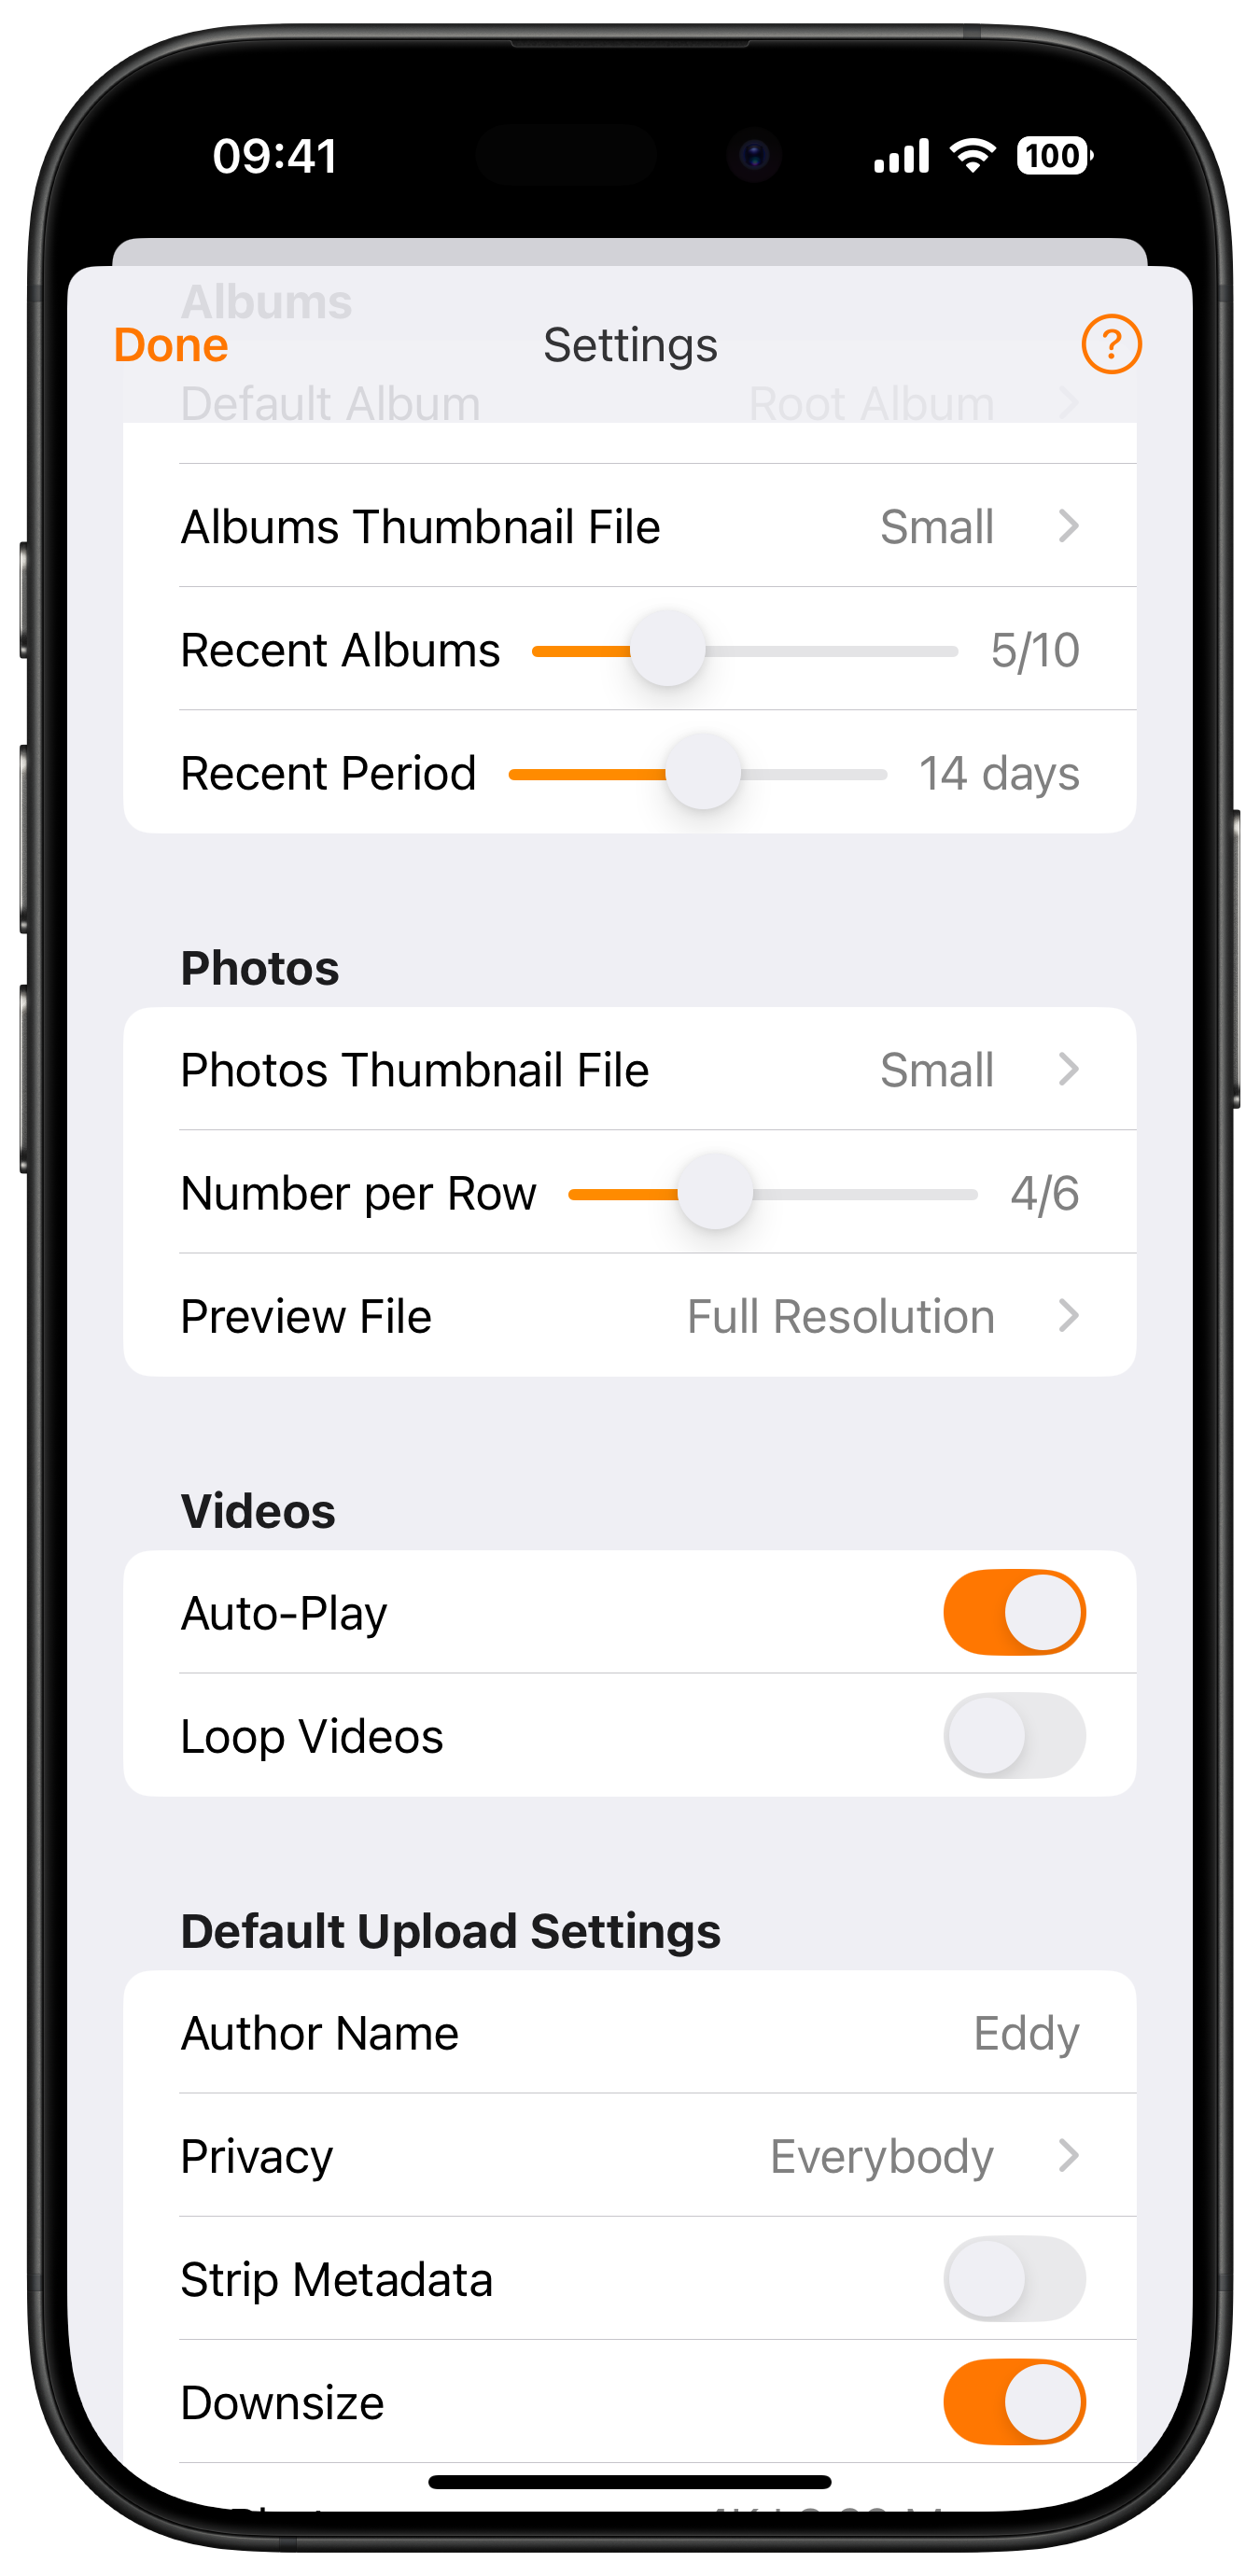 09:41
100
Albums
Done Settings ?
Default Album Root Album
Albums Thumbnail File Small
Recent Albums 5/10
Recent Period 14 days
Photos
Photos Thumbnail File Small
Number per Row 4/6
Preview File Full Resolution
Videos
Auto-Play
Loop Videos
Default Upload Settings
Author Name Eddy
Privacy Everybody
Strip Metadata
Downsize